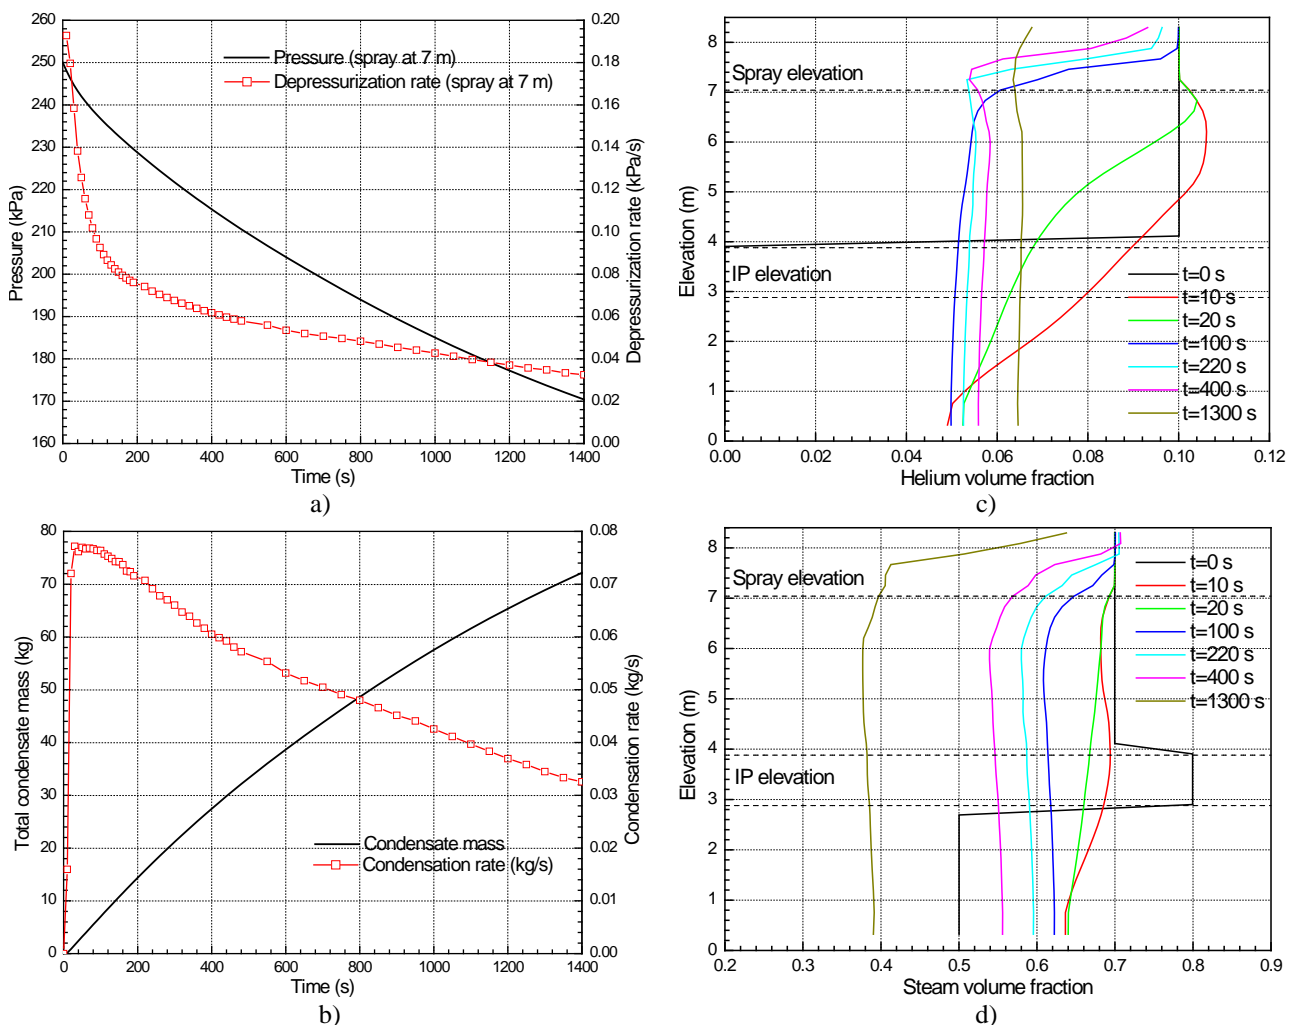 260
250
240
230
220
210
200
190
180
170
160
Pressure (kPa)
Pressure (spray at 7 m)
Depressurization rate (spray at 7 m)
0.20
0.18
0.16
0.14
0.12
0.10
0.08
0.06
0.04
0.02
0.00
Depressurization rate (kPa/s)
0 200 400 600 800 1000 1200 1400
Time (s)
a)
8
7
6
5
4
3
2
1
0
Elevation (m)
Spray elevation
IP elevation
t=0 s
t=10 s
t=20 s
t=100 s
t=220 s
t=400 s
t=1300 s
0.00 0.02 0.04 0.06 0.08 0.10 0.12
Helium volume fraction
c)
80
70
60
50
40
30
20
10
0
Total condensate mass (kg)
Condensate mass
Condensation rate (kg/s)
0.08
0.07
0.06
0.05
0.04
0.03
0.02
0.01
0.00
Condensation rate (kg/s)
0 200 400 600 800 1000 1200 1400
Time (s)
b)
8
7
6
5
4
3
2
1
0
Elevation (m)
Spray elevation
IP elevation
t=0 s
t=10 s
t=20 s
t=100 s
t=220 s
t=400 s
t=1300 s
0.2 0.3 0.4 0.5 0.6 0.7 0.8 0.9
Steam volume fraction
d)